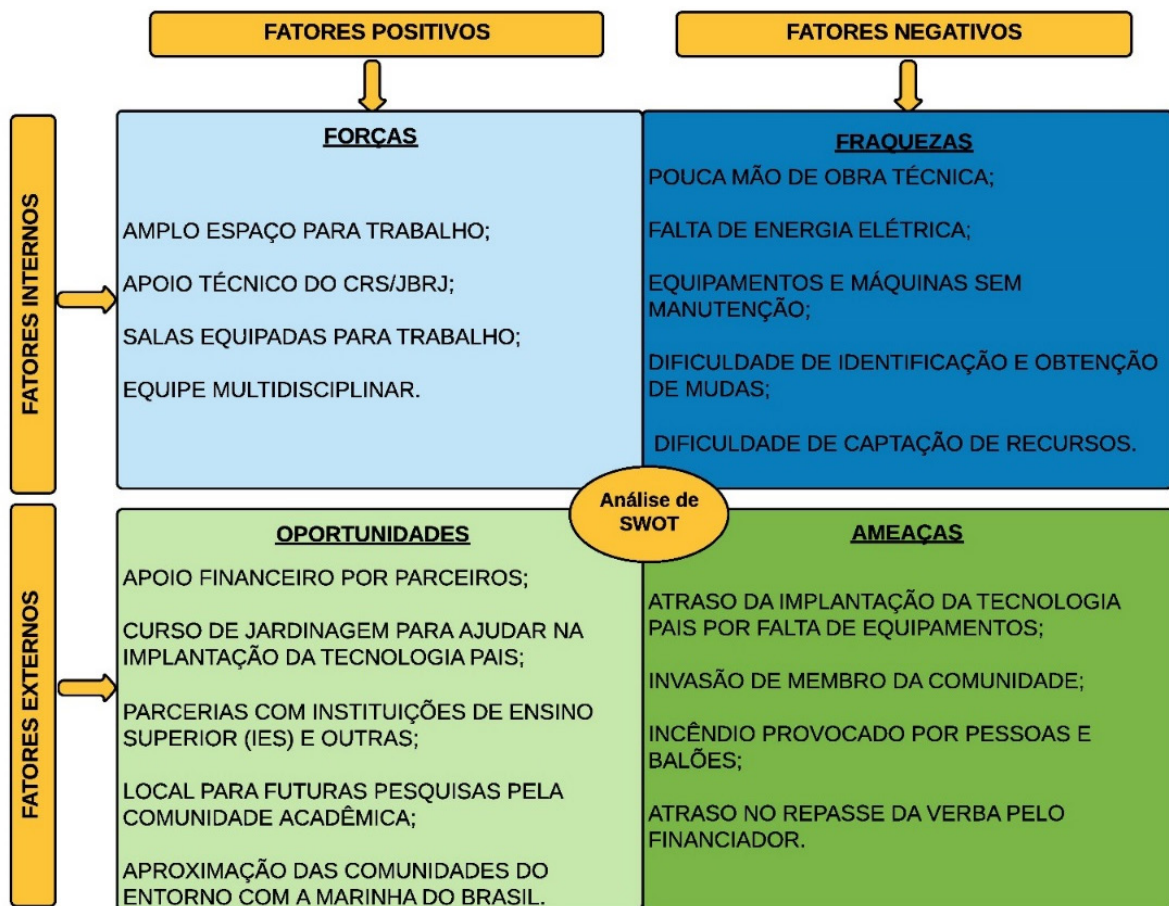 FATORES POSITIVOS
FATORES NEGATIVOS
FATORES INTERNOS
FORÇAS
AMPLO ESPAÇO PARA TRABALHO;
APOIO TÉCNICO DO CRS/JBRJ;
SALAS EQUIPADAS PARA TRABALHO;
EQUIPE MULTIDISCIPLINAR.
FRAQUEZAS
POUCA MÃO DE OBRA TÉCNICA;
FALTA DE ENERGIA ELÉTRICA;
EQUIPAMENTOS E MÁQUINAS SEM
MANUTENÇÃO;
DIFICULDADE DE IDENTIFICAÇÃO E OBTENÇÃO
DE MUDAS;
DIFICULDADE DE CAPTAÇÃO DE RECURSOS.
Análise de
SWOT
FATORES EXTERNOS
OPORTUNIDADES
APOIO FINANCEIRO POR PARCEIROS;
CURSO DE JARDINAGEM PARA AJUDAR NA
IMPLANTAÇÃO DA TECNOLOGIA PAIS;
PARCERIAS COM INSTITUIÇÕES DE ENSINO
SUPERIOR (IES) E OUTRAS;
LOCAL PARA FUTURAS PESQUISAS PELA
COMUNIDADE ACADÊMICA;
APROXIMAÇÃO DAS COMUNIDADES DO
ENTORNO COM A MARINHA DO BRASIL.
AMEAÇAS
ATRASO DA IMPLANTAÇÃO DA TECNOLOGIA
PAIS POR FALTA DE EQUIPAMENTOS;
INVASÃO DE MEMBRO DA COMUNIDADE;
INCÊNDIO PROVOCADO POR PESSOAS E
BALÕES;
ATRASO NO REPASSE DA VERBA PELO
FINANCIADOR.